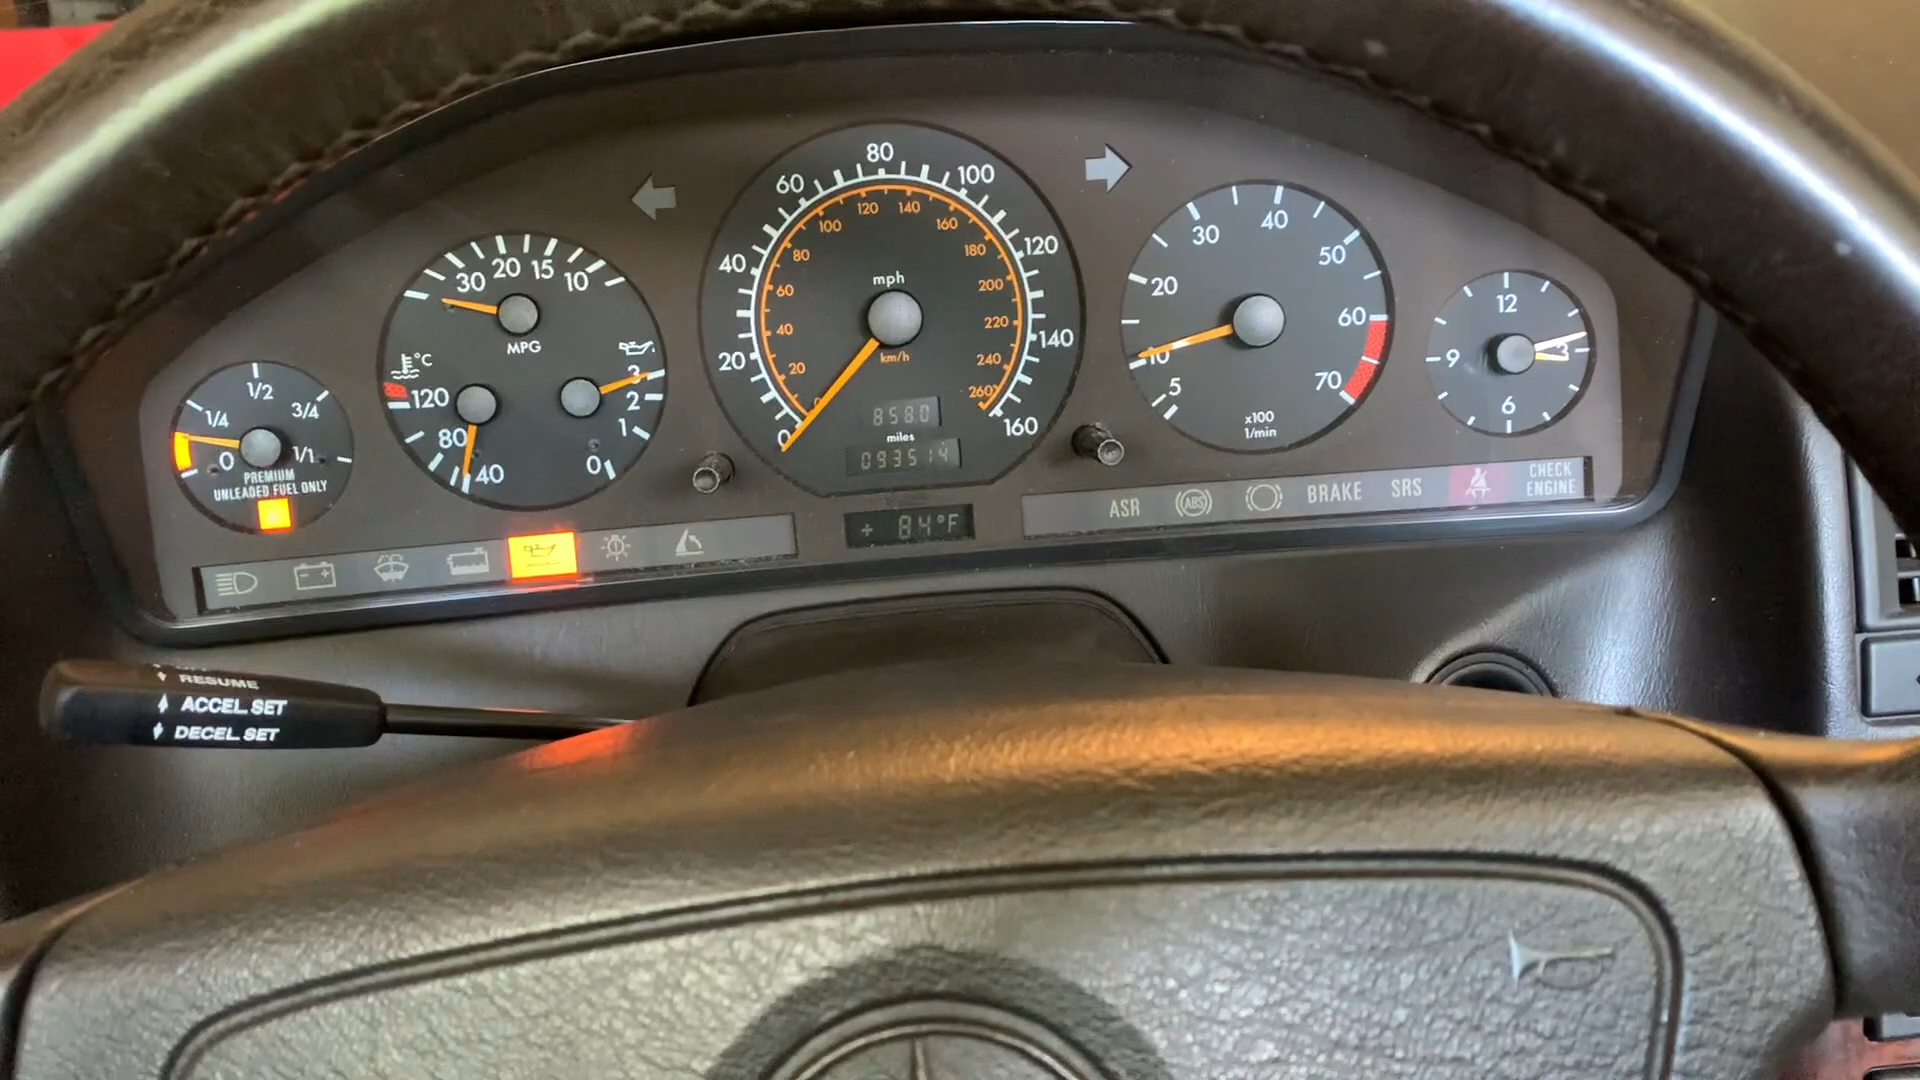 80
60
100
40
120
20
140
0
160
100
120
140
160
80
180
60
200
40
220
20
240
260
mph
km/h
858.0
miles
093514
+ 84°F
30
20
15
10
MPG
°C
120
80
40
3
2
1
0
1/4
1/2
3/4
0
1/1
PREMIUM
UNLEADED FUEL ONLY
30
40
50
20
60
10
70
5
x100
1/min
12
9
3
6
ASR
ABS
BRAKE
SRS
CHECK
ENGINE
RESUME
ACCEL SET
DECEL SET